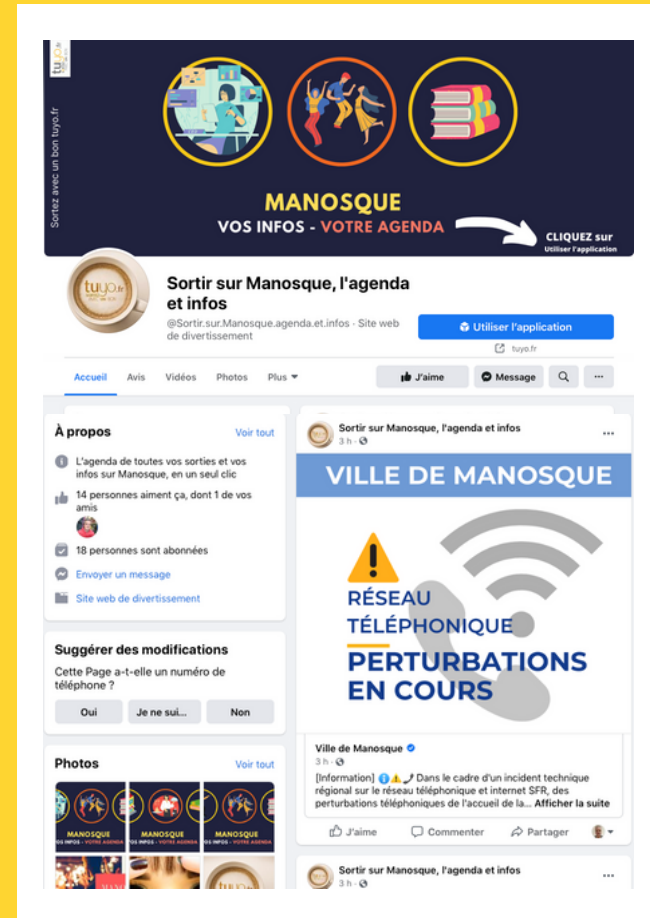 tuyo.fr
Sortez avec un bon tuyo.fr
MANOSQUE
VOS INFOS - VOTRE AGENDA
CLIQUEZ sur
Utiliser l'application
tuyo.fr
Sortir sur Manosque, l'agenda
et infos
@Sortir.sur.Manosque.agenda.et.infos · Site web
de divertissement
Utiliser l'application
tuyo.fr
Accueil
Avis
Vidéos
Photos
Plus
J'aime
Message
À propos
Voir tout
L'agenda de toutes vos sorties et vos
infos sur Manosque, en un seul clic
14 personnes aiment ça, dont 1 de vos
amis
18 personnes sont abonnées
Envoyer un message
Site web de divertissement
Suggérer des modifications
Cette Page a-t-elle un numéro de
téléphone ?
Oui
Je ne sui...
Non
Photos
Voir tout
MANOSQUE
VOS INFOS - VOTRE AGENDA
MANOSQUE
VOS INFOS - VOTRE AGENDA
MANOSQUE
VOS INFOS - VOTRE AGENDA
tuyo.fr
Sortir sur Manosque, l'agenda et infos
3 h ·
VILLE DE MANOSQUE
RÉSEAU
TÉLÉPHONIQUE
PERTURBATIONS
EN COURS
Ville de Manosque
3 h ·
[Information] Dans le cadre d'un incident technique
régional sur le réseau téléphonique et internet SFR, des
perturbations téléphoniques de l'accueil de la... Afficher la suite
J'aime
Commenter
Partager
Sortir sur Manosque, l'agenda et infos
3 h ·